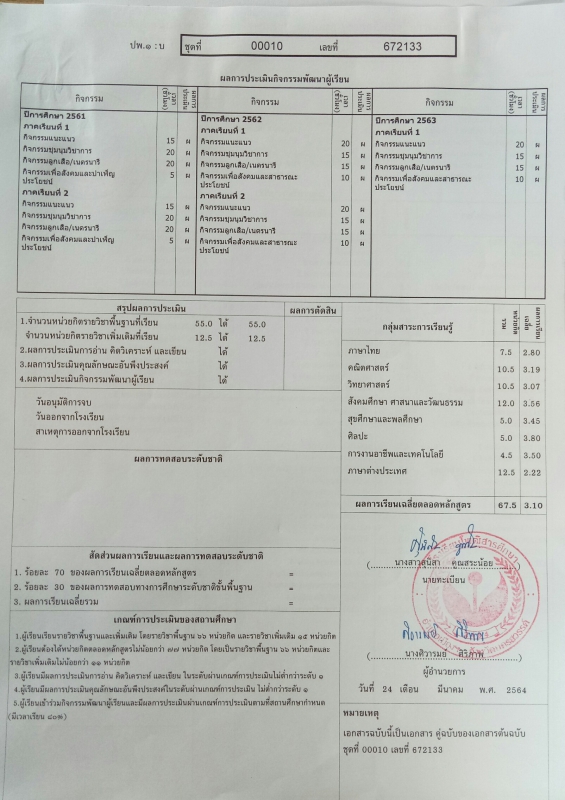 ปพ.๑ : บ
ชุดที่ 00010 เลขที่ 672133
ผลการประเมินกิจกรรมพัฒนาผู้เรียน
กิจกรรม เวลา (ชั่วโมง) ผลการประเมิน กิจกรรม เวลา (ชั่วโมง) ผลการประเมิน กิจกรรม เวลา (ชั่วโมง) ผลการประเมิน
ปีการศึกษา 2561
ภาคเรียนที่ 1
กิจกรรมแนะแนว 15 ผ
กิจกรรมชุมนุมวิชาการ 20 ผ
กิจกรรมลูกเสือ/เนตรนารี 20 ผ
กิจกรรมเพื่อสังคมและบำเพ็ญ 5 ผ
ประโยชน์
ภาคเรียนที่ 2
กิจกรรมแนะแนว 15 ผ
กิจกรรมชุมนุมวิชาการ 20 ผ
กิจกรรมลูกเสือ/เนตรนารี 20 ผ
กิจกรรมเพื่อสังคมและบำเพ็ญ 5 ผ
ประโยชน์
ปีการศึกษา 2562
ภาคเรียนที่ 1
กิจกรรมแนะแนว 20 ผ
กิจกรรมชุมนุมวิชาการ 15 ผ
กิจกรรมลูกเสือ/เนตรนารี 15 ผ
กิจกรรมเพื่อสังคมและสาธารณะ 10 ผ
ประโยชน์
ภาคเรียนที่ 2
กิจกรรมแนะแนว 20 ผ
กิจกรรมชุมนุมวิชาการ 15 ผ
กิจกรรมลูกเสือ/เนตรนารี 15 ผ
กิจกรรมเพื่อสังคมและสาธารณะ 10 ผ
ประโยชน์
ปีการศึกษา 2563
ภาคเรียนที่ 1
กิจกรรมแนะแนว 20 ผ
กิจกรรมชุมนุมวิชาการ 15 ผ
กิจกรรมลูกเสือ/เนตรนารี 15 ผ
กิจกรรมเพื่อสังคมและสาธารณะ 10 ผ
ประโยชน์
สรุปผลการประเมิน ผลการตัดสิน
1.จำนวนหน่วยกิตรายวิชาพื้นฐานที่เรียน 55.0 ได้ 55.0
จำนวนหน่วยกิตรายวิชาเพิ่มเติมที่เรียน 12.5 ได้ 12.5
2.ผลการประเมินการอ่าน คิดวิเคราะห์ และเขียน ได้
3.ผลการประเมินคุณลักษณะอันพึงประสงค์ ได้
4.ผลการประเมินกิจกรรมพัฒนาผู้เรียน ได้
วันอนุมัติการจบ
วันออกจากโรงเรียน
สาเหตุการออกจากโรงเรียน
ผลการทดสอบระดับชาติ
สัดส่วนผลการเรียนและผลการทดสอบระดับชาติ
1. ร้อยละ 70 ของผลการเรียนเฉลี่ยตลอดหลักสูตร =
2. ร้อยละ 30 ของผลการทดสอบทางการศึกษาระดับชาติขั้นพื้นฐาน =
3. ผลการเรียนเฉลี่ยรวม =
เกณฑ์การประเมินของสถานศึกษา
1.ผู้เรียนเรียนรายวิชาพื้นฐานและเพิ่มเติม โดยรายวิชาพื้นฐาน ๖๖ หน่วยกิต และรายวิชาเพิ่มเติม ๑๕ หน่วยกิต
2.ผู้เรียนต้องได้หน่วยกิตตลอดหลักสูตรไม่น้อยกว่า ๗๗ หน่วยกิต โดยเป็นรายวิชาพื้นฐาน ๖๖ หน่วยกิตและ
รายวิชาเพิ่มเติมไม่น้อยกว่า ๑๑ หน่วยกิต
3.ผู้เรียนมีผลการประเมินการอ่าน คิดวิเคราะห์ และเขียน ในระดับผ่านเกณฑ์การประเมินไม่ต่ำกว่าระดับ ๑
4.ผู้เรียนมีผลการประเมินคุณลักษณะอันพึงประสงค์ในระดับผ่านเกณฑ์การประเมิน ไม่ต่ำกว่าระดับ ๑
5.ผู้เรียนเข้าร่วมกิจกรรมพัฒนาผู้เรียนและมีผลการประเมินผ่านเกณฑ์การประเมินตามที่สถานศึกษากำหนด
(มีเวลาเรียน ๘๐%)
กลุ่มสาระการเรียนรู้ หน่วยกิตรวม ผลการเรียนเฉลี่ย
ภาษาไทย 7.5 2.80
คณิตศาสตร์ 10.5 3.19
วิทยาศาสตร์ 10.5 3.07
สังคมศึกษา ศาสนาและวัฒนธรรม 12.0 3.56
สุขศึกษาและพลศึกษา 5.0 3.45
ศิลปะ 5.0 3.80
การงานอาชีพและเทคโนโลยี 4.5 3.50
ภาษาต่างประเทศ 12.5 2.22
ผลการเรียนเฉลี่ยตลอดหลักสูตร 67.5 3.10
นายทะเบียน
ผู้อำนวยการ
วันที่ 24 เดือน มีนาคม พ.ศ. 2564
หมายเหตุ
เอกสารฉบับนี้เป็นเอกสาร คู่ฉบับของเอกสารต้นฉบับ
ชุดที่ 00010 เลขที่ 672133